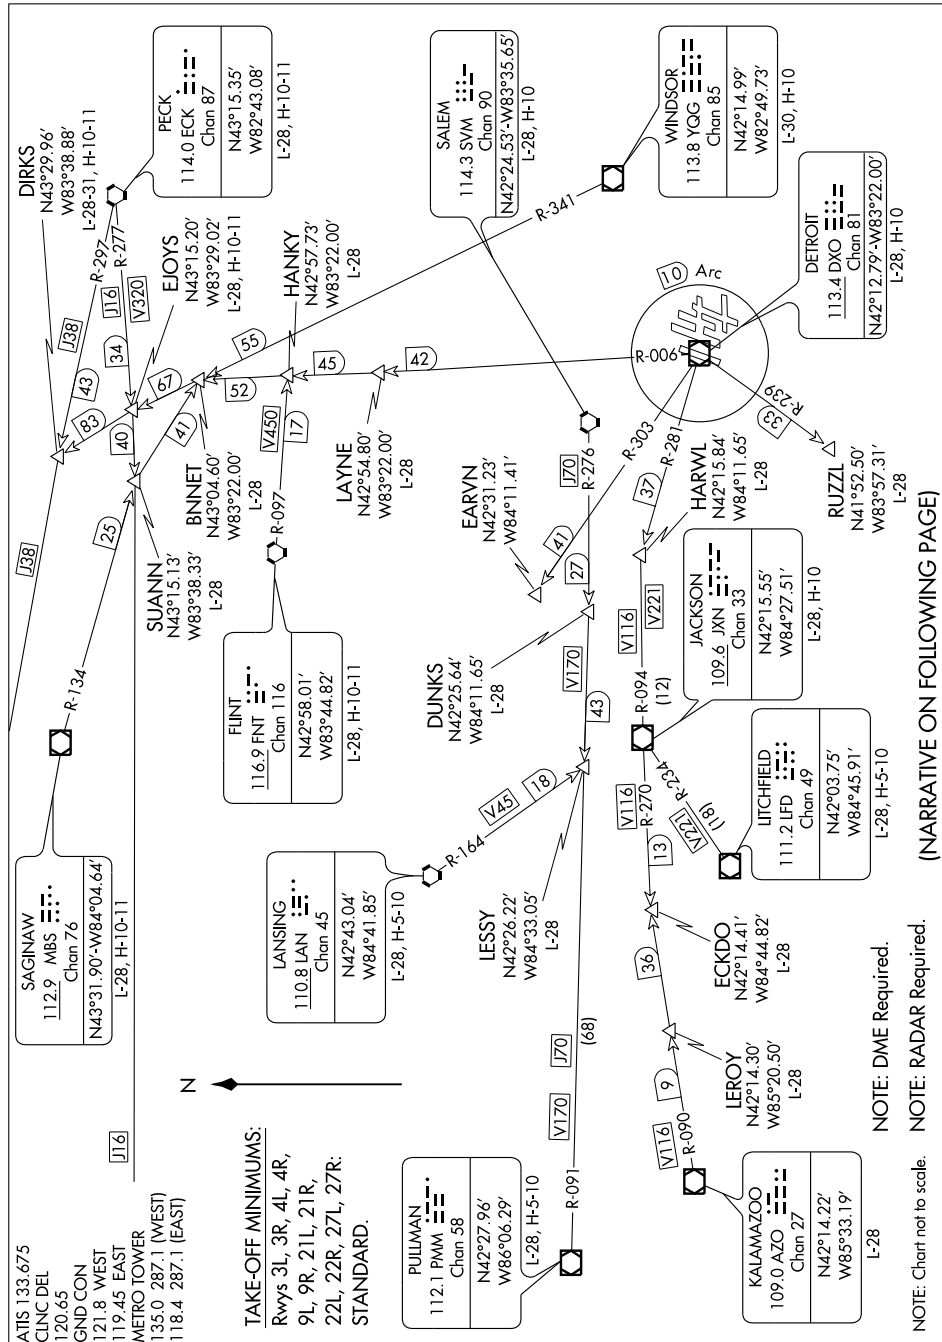 ATIS 133.675
CLNC DEL
120.65
GND CON
121.8 WEST
119.45 EAST
METRO TOWER
135.0 287.1 (WEST)
118.4 287.1 (EAST)
J16
TAKE-OFF MINIMUMS:
Rwys 3L, 3R, 4L, 4R,
9L, 9R, 21L, 21R,
22L, 22R, 27L, 27R:
STANDARD.
N
SAGINAW
112.9 MBS
Chan 76
N43°31.90'-W84°04.64'
L-28, H-10-11
R-134
25
J38
SUANN
N43°15.13'
W83°38.33'
L-28
DIRKS
N43°29.96'
W83°38.88'
L-28-31, H-10-11
J38
43
R-297
R-277
J16
V320
34
83
40
67
41
PECK
114.0 ECK
Chan 87
N43°15.35'
W82°43.08'
L-28, H-10-11
EJOYS
N43°15.20'
W83°29.02'
L-28, H-10-11
BNNET
N43°04.60'
W83°22.00'
L-28
55
52
HANKY
N42°57.73'
W83°22.00'
L-28
45
V450
17
R-097
FLINT
116.9 FNT
Chan 116
N42°58.01'
W83°44.82'
L-28, H-10-11
LAYNE
N42°54.80'
W83°22.00'
L-28
42
R-006
R-341
SALEM
114.3 SVM
Chan 90
N42°24.53'-W83°35.65'
L-28, H-10
WINDSOR
113.8 YQG
Chan 85
N42°14.99'
W82°49.73'
L-30, H-10
10 Arc
DETROIT
113.4 DXO
Chan 81
N42°12.79'-W83°22.00'
L-28, H-10
R-303
41
R-281
37
R-239
33
EARVN
N42°31.23'
W84°11.41'
L-28
J70
R-276
27
DUNKS
N42°25.64'
W84°11.65'
L-28
V170
43
HARWL
N42°15.84'
W84°11.65'
L-28
RUZZL
N41°52.50'
W83°57.31'
L-28
V116
V221
R-094
(12)
JACKSON
109.6 JXN
Chan 33
N42°15.55'
W84°27.51'
L-28, H-10
LANSING
110.8 LAN
Chan 45
N42°43.04'
W84°41.85'
L-28, H-5-10
R-164
V45
18
LESSY
N42°26.22'
W84°33.05'
L-28
V116
R-270
13
R-234
V221
(18)
LITCHFIELD
111.2 LFD
Chan 49
N42°03.75'
W84°45.91'
L-28, H-5-10
ECKDO
N42°14.41'
W84°44.82'
L-28
36
LEROY
N42°14.30'
W85°20.50'
L-28
9
V116
R-090
J70
(68)
V170
R-091
PULLMAN
112.1 PMM
Chan 58
N42°27.96'
W86°06.29'
L-28, H-5-10
KALAMAZOO
109.0 AZO
Chan 27
N42°14.22'
W85°33.19'
L-28
NOTE: DME Required.
NOTE: RADAR Required.
NOTE: Chart not to scale.
(NARRATIVE ON FOLLOWING PAGE)